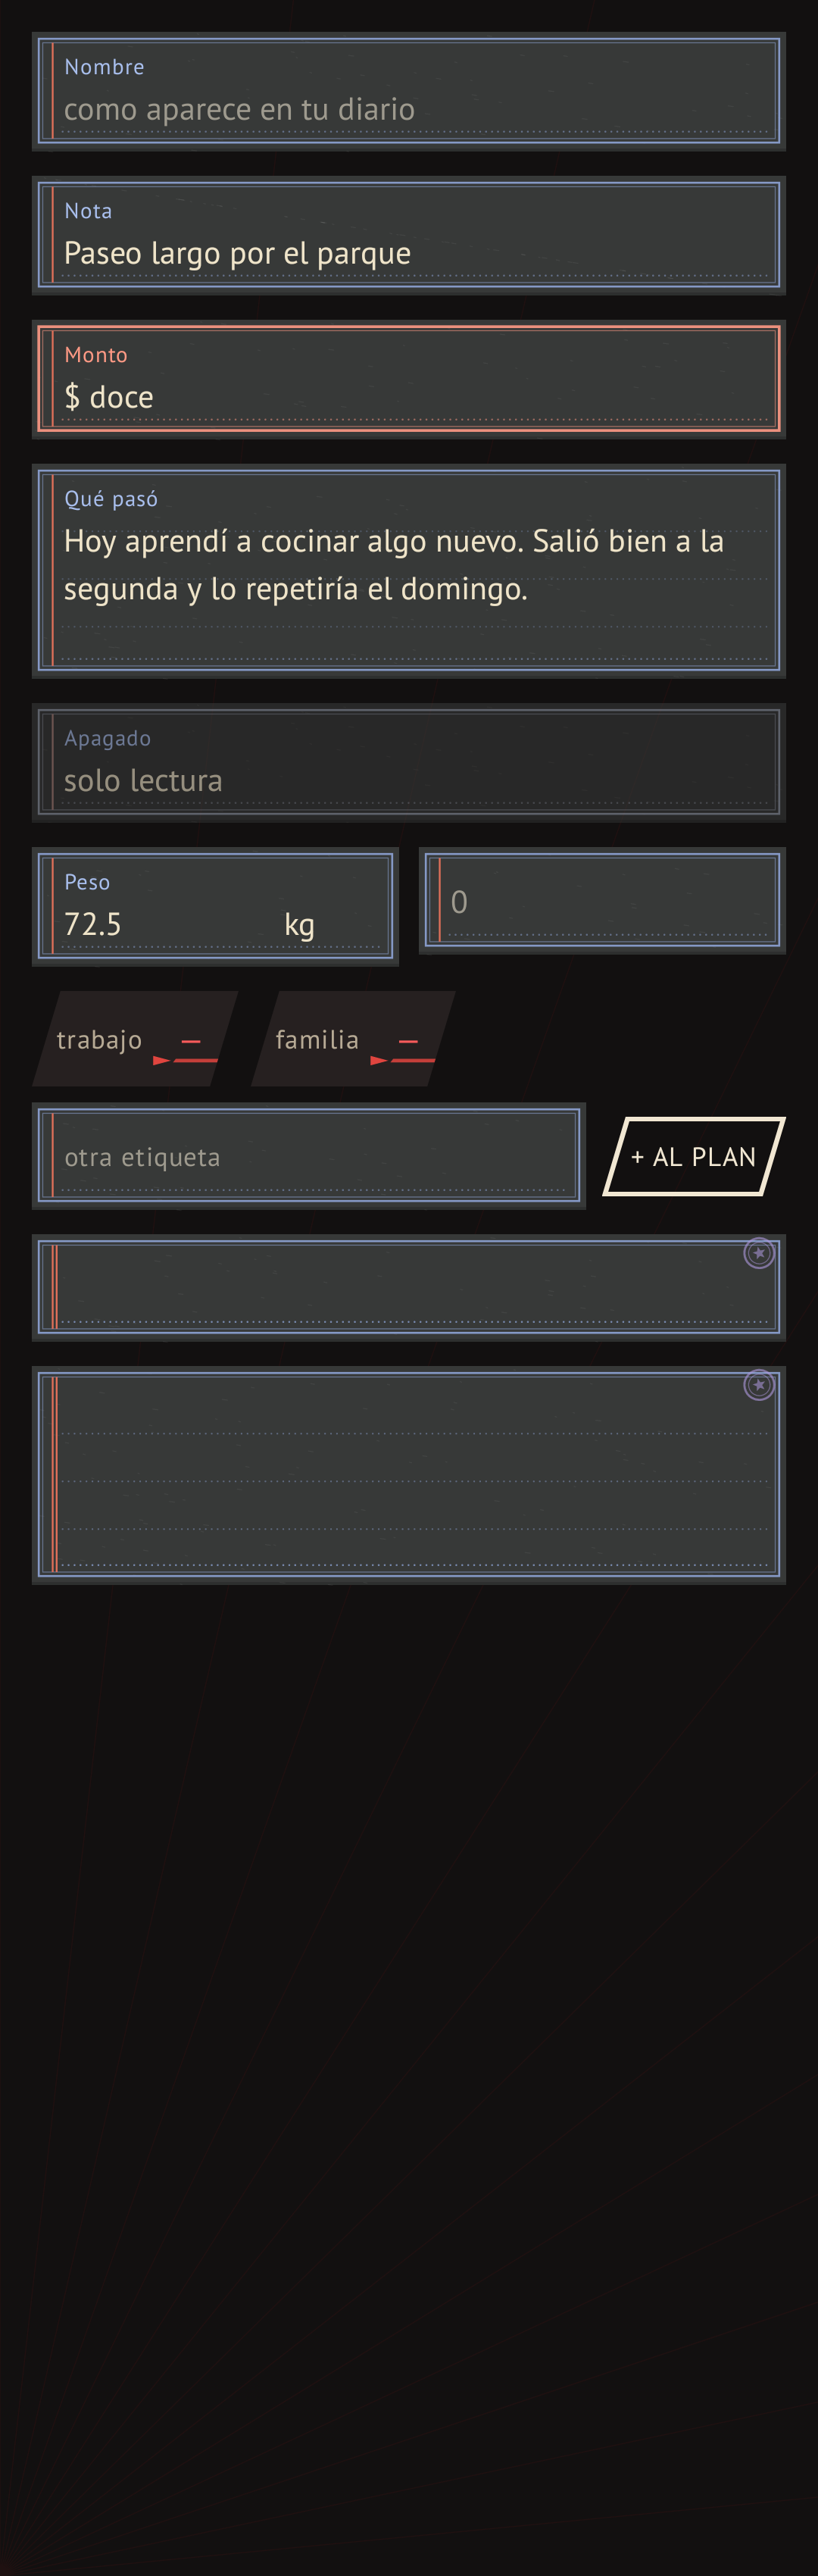 Nombre
como aparece en tu diario
Nota
Paseo largo por el parque
Monto
$ doce
Qué pasó
Hoy aprendí a cocinar algo nuevo. Salió bien a la
segunda y lo repetiría el domingo.
Apagado
solo lectura
Peso
72.5 kg
0
trabajo —
familia —
otra etiqueta
+ AL PLAN